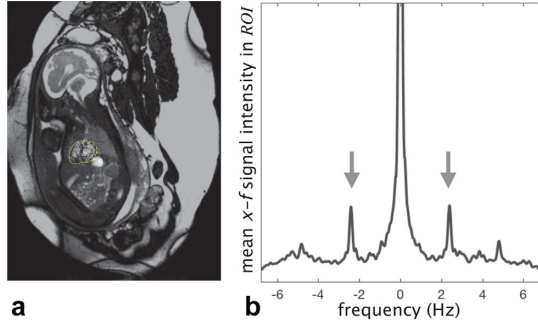 a
b
mean x-f signal intensity in ROI
-6 -4 -2 0 2 4 6
frequency (Hz)